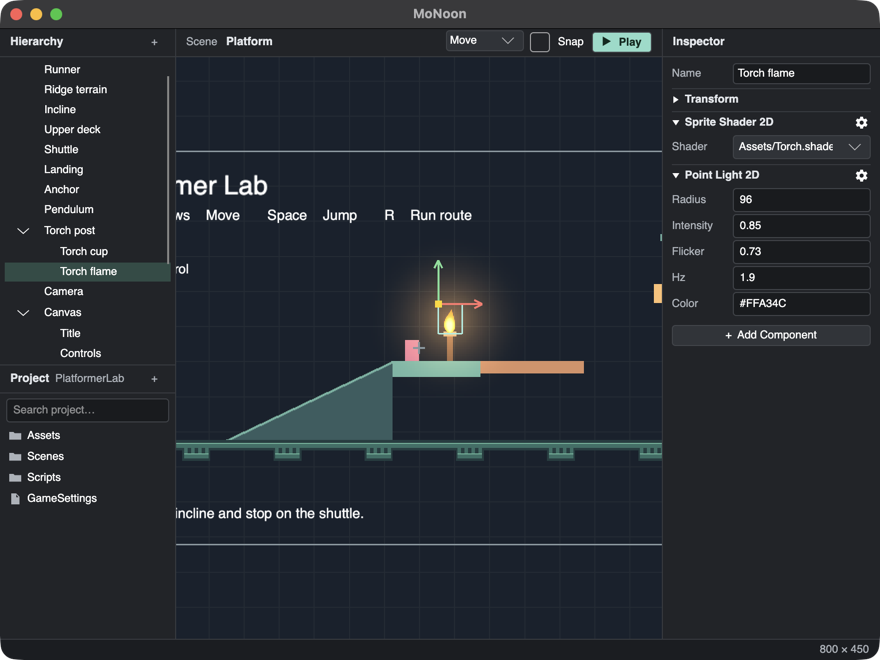 MoNoon
Hierarchy +
Runner
Ridge terrain
Incline
Upper deck
Shuttle
Landing
Anchor
Pendulum
Torch post
Torch cup
Torch flame
Camera
Canvas
Title
Controls
Project PlatformerLab +
Search project...
Assets
Scenes
Scripts
GameSettings
Scene Platform Move Snap Play
mer Lab
ws Move Space Jump R Run route
rol
incline and stop on the shuttle.
Inspector
Name Torch flame
Transform
Sprite Shader 2D
Shader Assets/Torch.shade
Point Light 2D
Radius 96
Intensity 0.85
Flicker 0.73
Hz 1.9
Color #FFA34C
+ Add Component
800 × 450